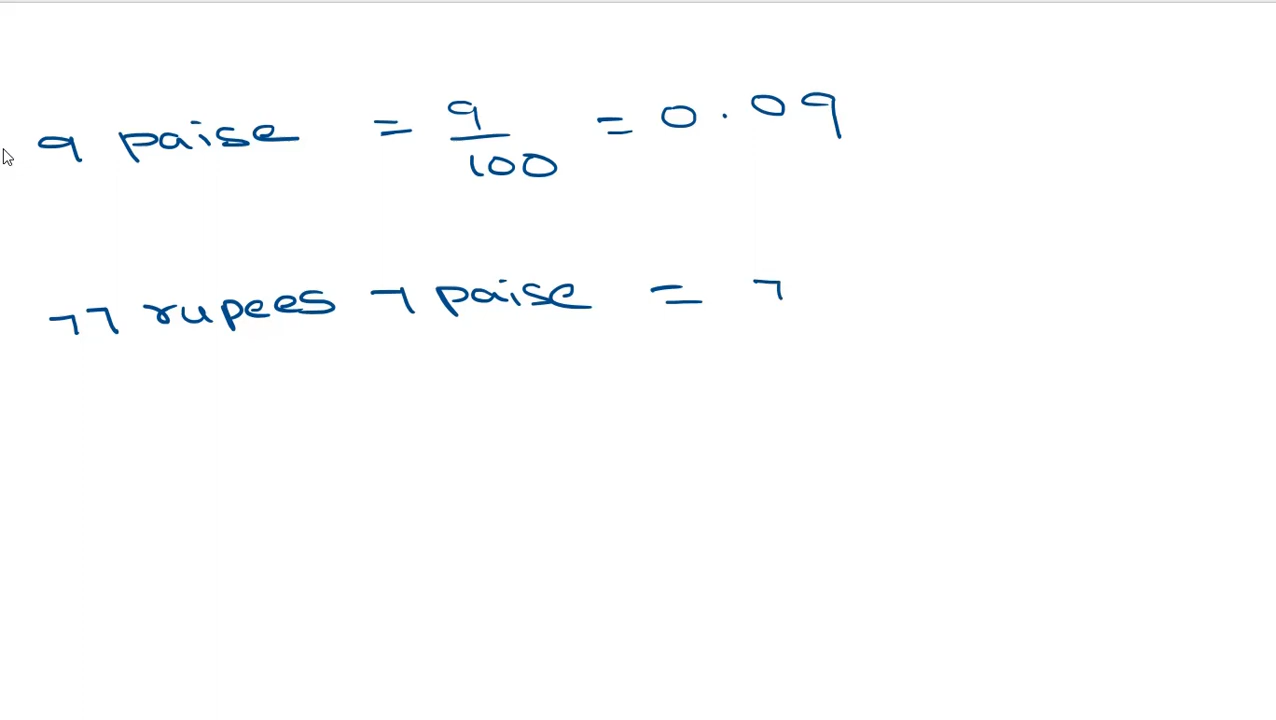 9 paise = 9/100 = 0.09
77 rupees 7 paise = 7